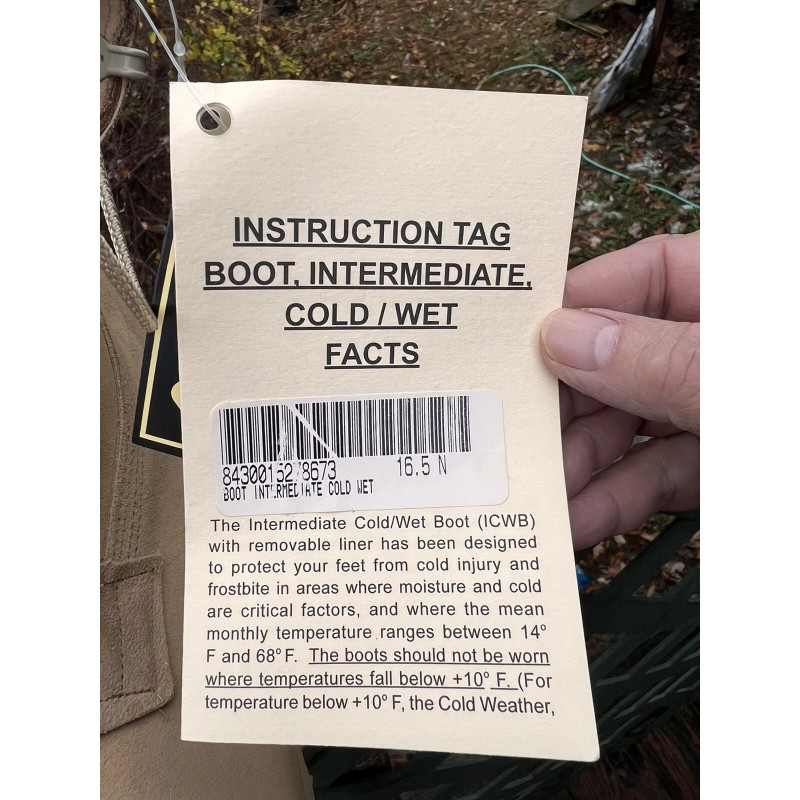 INSTRUCTION TAG
BOOT, INTERMEDIATE,
COLD / WET
FACTS
8430015278673 16.5 N
BOOT INTERMEDIATE COLD WET
The Intermediate Cold/Wet Boot (ICWB)
with removable liner has been designed
to protect your feet from cold injury and
frostbite in areas where moisture and cold
are critical factors, and where the mean
monthly temperature ranges between 14°
F and 68° F. The boots should not be worn
where temperatures fall below +10° F. (For
temperature below +10° F, the Cold Weather,